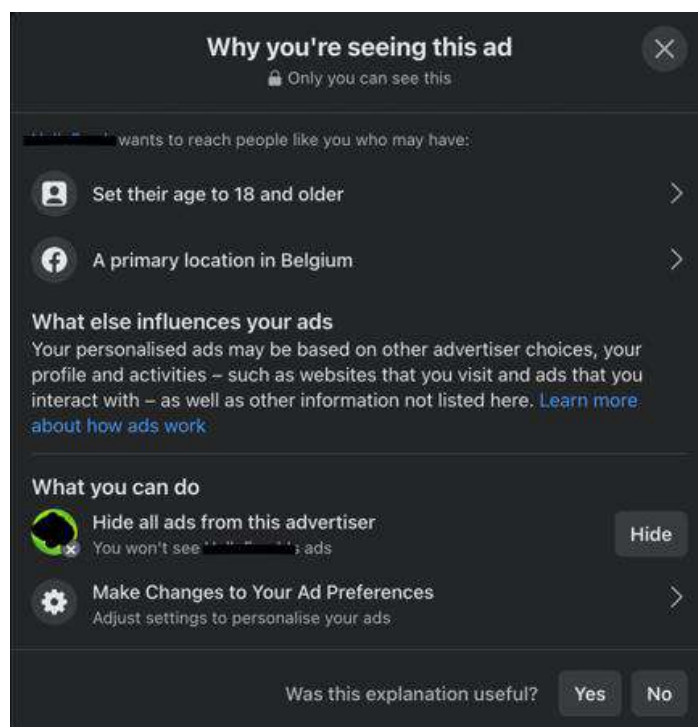 Why you're seeing this ad
Only you can see this
wants to reach people like you who may have:
Set their age to 18 and older
A primary location in Belgium
What else influences your ads
Your personalised ads may be based on other advertiser choices, your
profile and activities – such as websites that you visit and ads that you
interact with – as well as other information not listed here. Learn more
about how ads work
What you can do
Hide all ads from this advertiser
Hide
You won't see ads
Make Changes to Your Ad Preferences
Adjust settings to personalise your ads
Was this explanation useful? Yes No